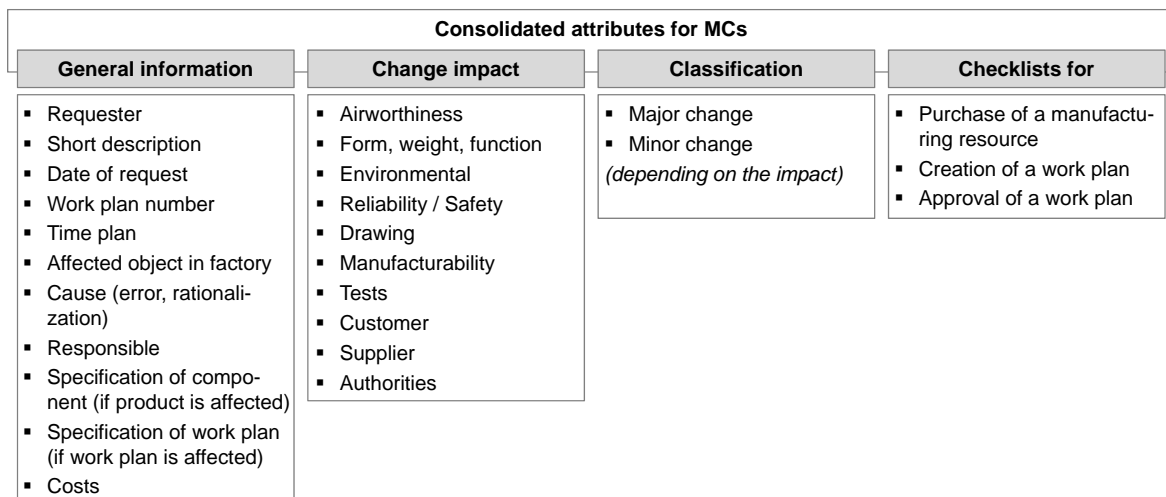 Consolidated attributes for MCs
General information
▪ Requester
▪ Short description
▪ Date of request
▪ Work plan number
▪ Time plan
▪ Affected object in factory
▪ Cause (error, rationali-
zation)
▪ Responsible
▪ Specification of compo-
nent (if product is affected)
▪ Specification of work plan
(if work plan is affected)
▪ Costs
Change impact
▪ Airworthiness
▪ Form, weight, function
▪ Environmental
▪ Reliability / Safety
▪ Drawing
▪ Manufacturability
▪ Tests
▪ Customer
▪ Supplier
▪ Authorities
Classification
▪ Major change
▪ Minor change
(depending on the impact)
Checklists for
▪ Purchase of a manufactu-
ring resource
▪ Creation of a work plan
▪ Approval of a work plan